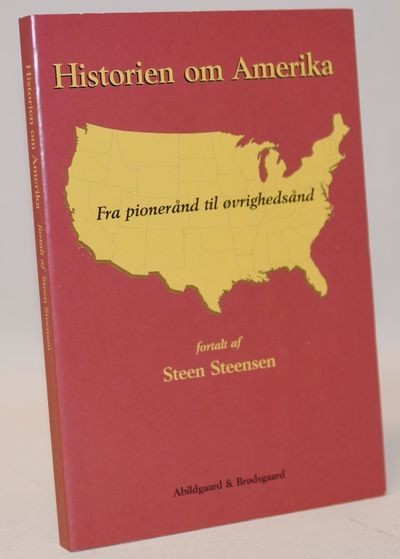 Historien om Amerika
Fra pionerånd til øvrighedsånd
fortalt af
Steen Steensen
Abildgaard & Brødsgaard
Historien om Amerika fortalt af Steen Steensen